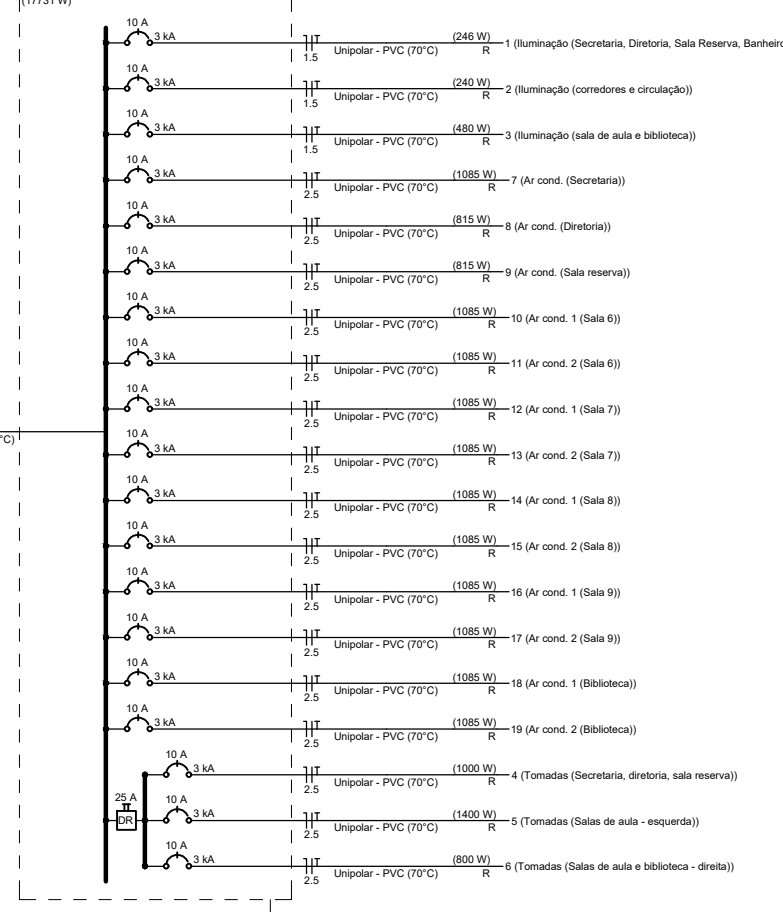 (17731 W)
10 A
3 kA
1.5
Unipolar - PVC (70°C)
(246 W)
R
1 (Iluminação (Secretaria, Diretoria, Sala Reserva, Banheiro
10 A
3 kA
1.5
Unipolar - PVC (70°C)
(240 W)
R
2 (Iluminação (corredores e circulação))
10 A
3 kA
1.5
Unipolar - PVC (70°C)
(480 W)
R
3 (Iluminação (sala de aula e biblioteca))
10 A
3 kA
2.5
Unipolar - PVC (70°C)
(1085 W)
R
7 (Ar cond. (Secretaria))
10 A
3 kA
2.5
Unipolar - PVC (70°C)
(815 W)
R
8 (Ar cond. (Diretoria))
10 A
3 kA
2.5
Unipolar - PVC (70°C)
(815 W)
R
9 (Ar cond. (Sala reserva))
10 A
3 kA
2.5
Unipolar - PVC (70°C)
(1085 W)
R
10 (Ar cond. 1 (Sala 6))
10 A
3 kA
2.5
Unipolar - PVC (70°C)
(1085 W)
R
11 (Ar cond. 2 (Sala 6))
10 A
3 kA
2.5
Unipolar - PVC (70°C)
(1085 W)
R
12 (Ar cond. 1 (Sala 7))
°C)
10 A
3 kA
2.5
Unipolar - PVC (70°C)
(1085 W)
R
13 (Ar cond. 2 (Sala 7))
10 A
3 kA
2.5
Unipolar - PVC (70°C)
(1085 W)
R
14 (Ar cond. 1 (Sala 8))
10 A
3 kA
2.5
Unipolar - PVC (70°C)
(1085 W)
R
15 (Ar cond. 2 (Sala 8))
10 A
3 kA
2.5
Unipolar - PVC (70°C)
(1085 W)
R
16 (Ar cond. 1 (Sala 9))
10 A
3 kA
2.5
Unipolar - PVC (70°C)
(1085 W)
R
17 (Ar cond. 2 (Sala 9))
10 A
3 kA
2.5
Unipolar - PVC (70°C)
(1085 W)
R
18 (Ar cond. 1 (Biblioteca))
10 A
3 kA
2.5
Unipolar - PVC (70°C)
(1085 W)
R
19 (Ar cond. 2 (Biblioteca))
10 A
3 kA
2.5
Unipolar - PVC (70°C)
(1000 W)
R
4 (Tomadas (Secretaria, diretoria, sala reserva))
25 A
DR
10 A
3 kA
2.5
Unipolar - PVC (70°C)
(1400 W)
R
5 (Tomadas (Salas de aula - esquerda))
10 A
3 kA
2.5
Unipolar - PVC (70°C)
(800 W)
R
6 (Tomadas (Salas de aula e biblioteca - direita))